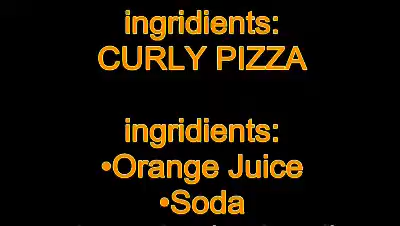 ingridients:
CURLY PIZZA
ingridients:
•Orange Juice
•Soda